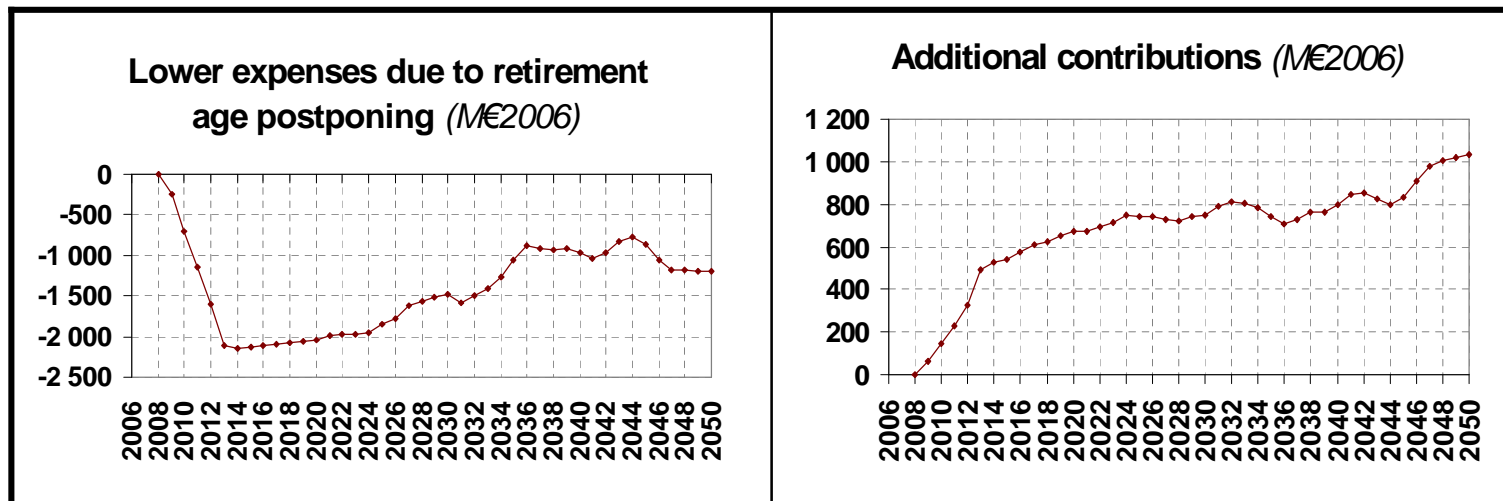 Lower expenses due to retirement
age postponing (M€2006)
0
-500
-1 000
-1 500
-2 000
-2 500
2006 2008 2010 2012 2014 2016 2018 2020 2022 2024 2026 2028 2030 2032 2034 2036 2038 2040 2042 2044 2046 2048 2050
Additional contributions (M€2006)
1 200
1 000
800
600
400
200
0
2006 2008 2010 2012 2014 2016 2018 2020 2022 2024 2026 2028 2030 2032 2034 2036 2038 2040 2042 2044 2046 2048 2050